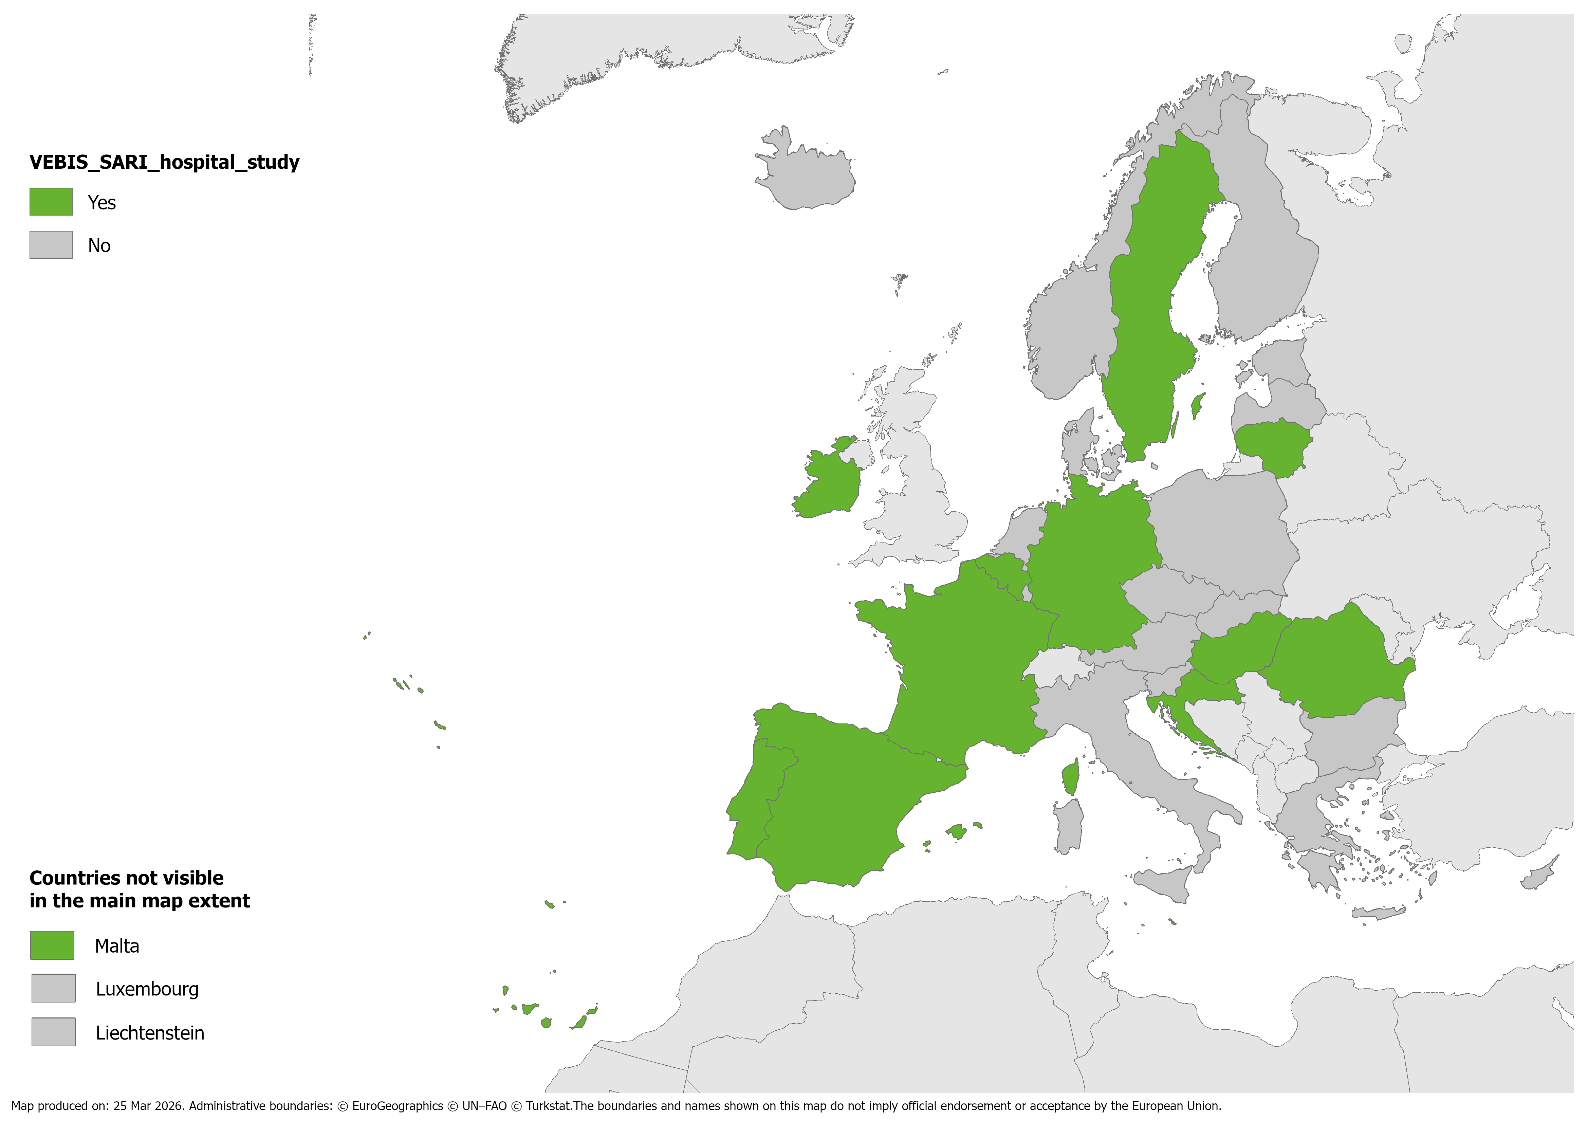 VEBIS_SARI_hospital_study
Yes
No
Countries not visible
in the main map extent
Malta
Luxembourg
Liechtenstein
Map produced on: 25 Mar 2026. Administrative boundaries: © EuroGeographics © UN–FAO © Turkstat.The boundaries and names shown on this map do not imply official endorsement or acceptance by the European Union.